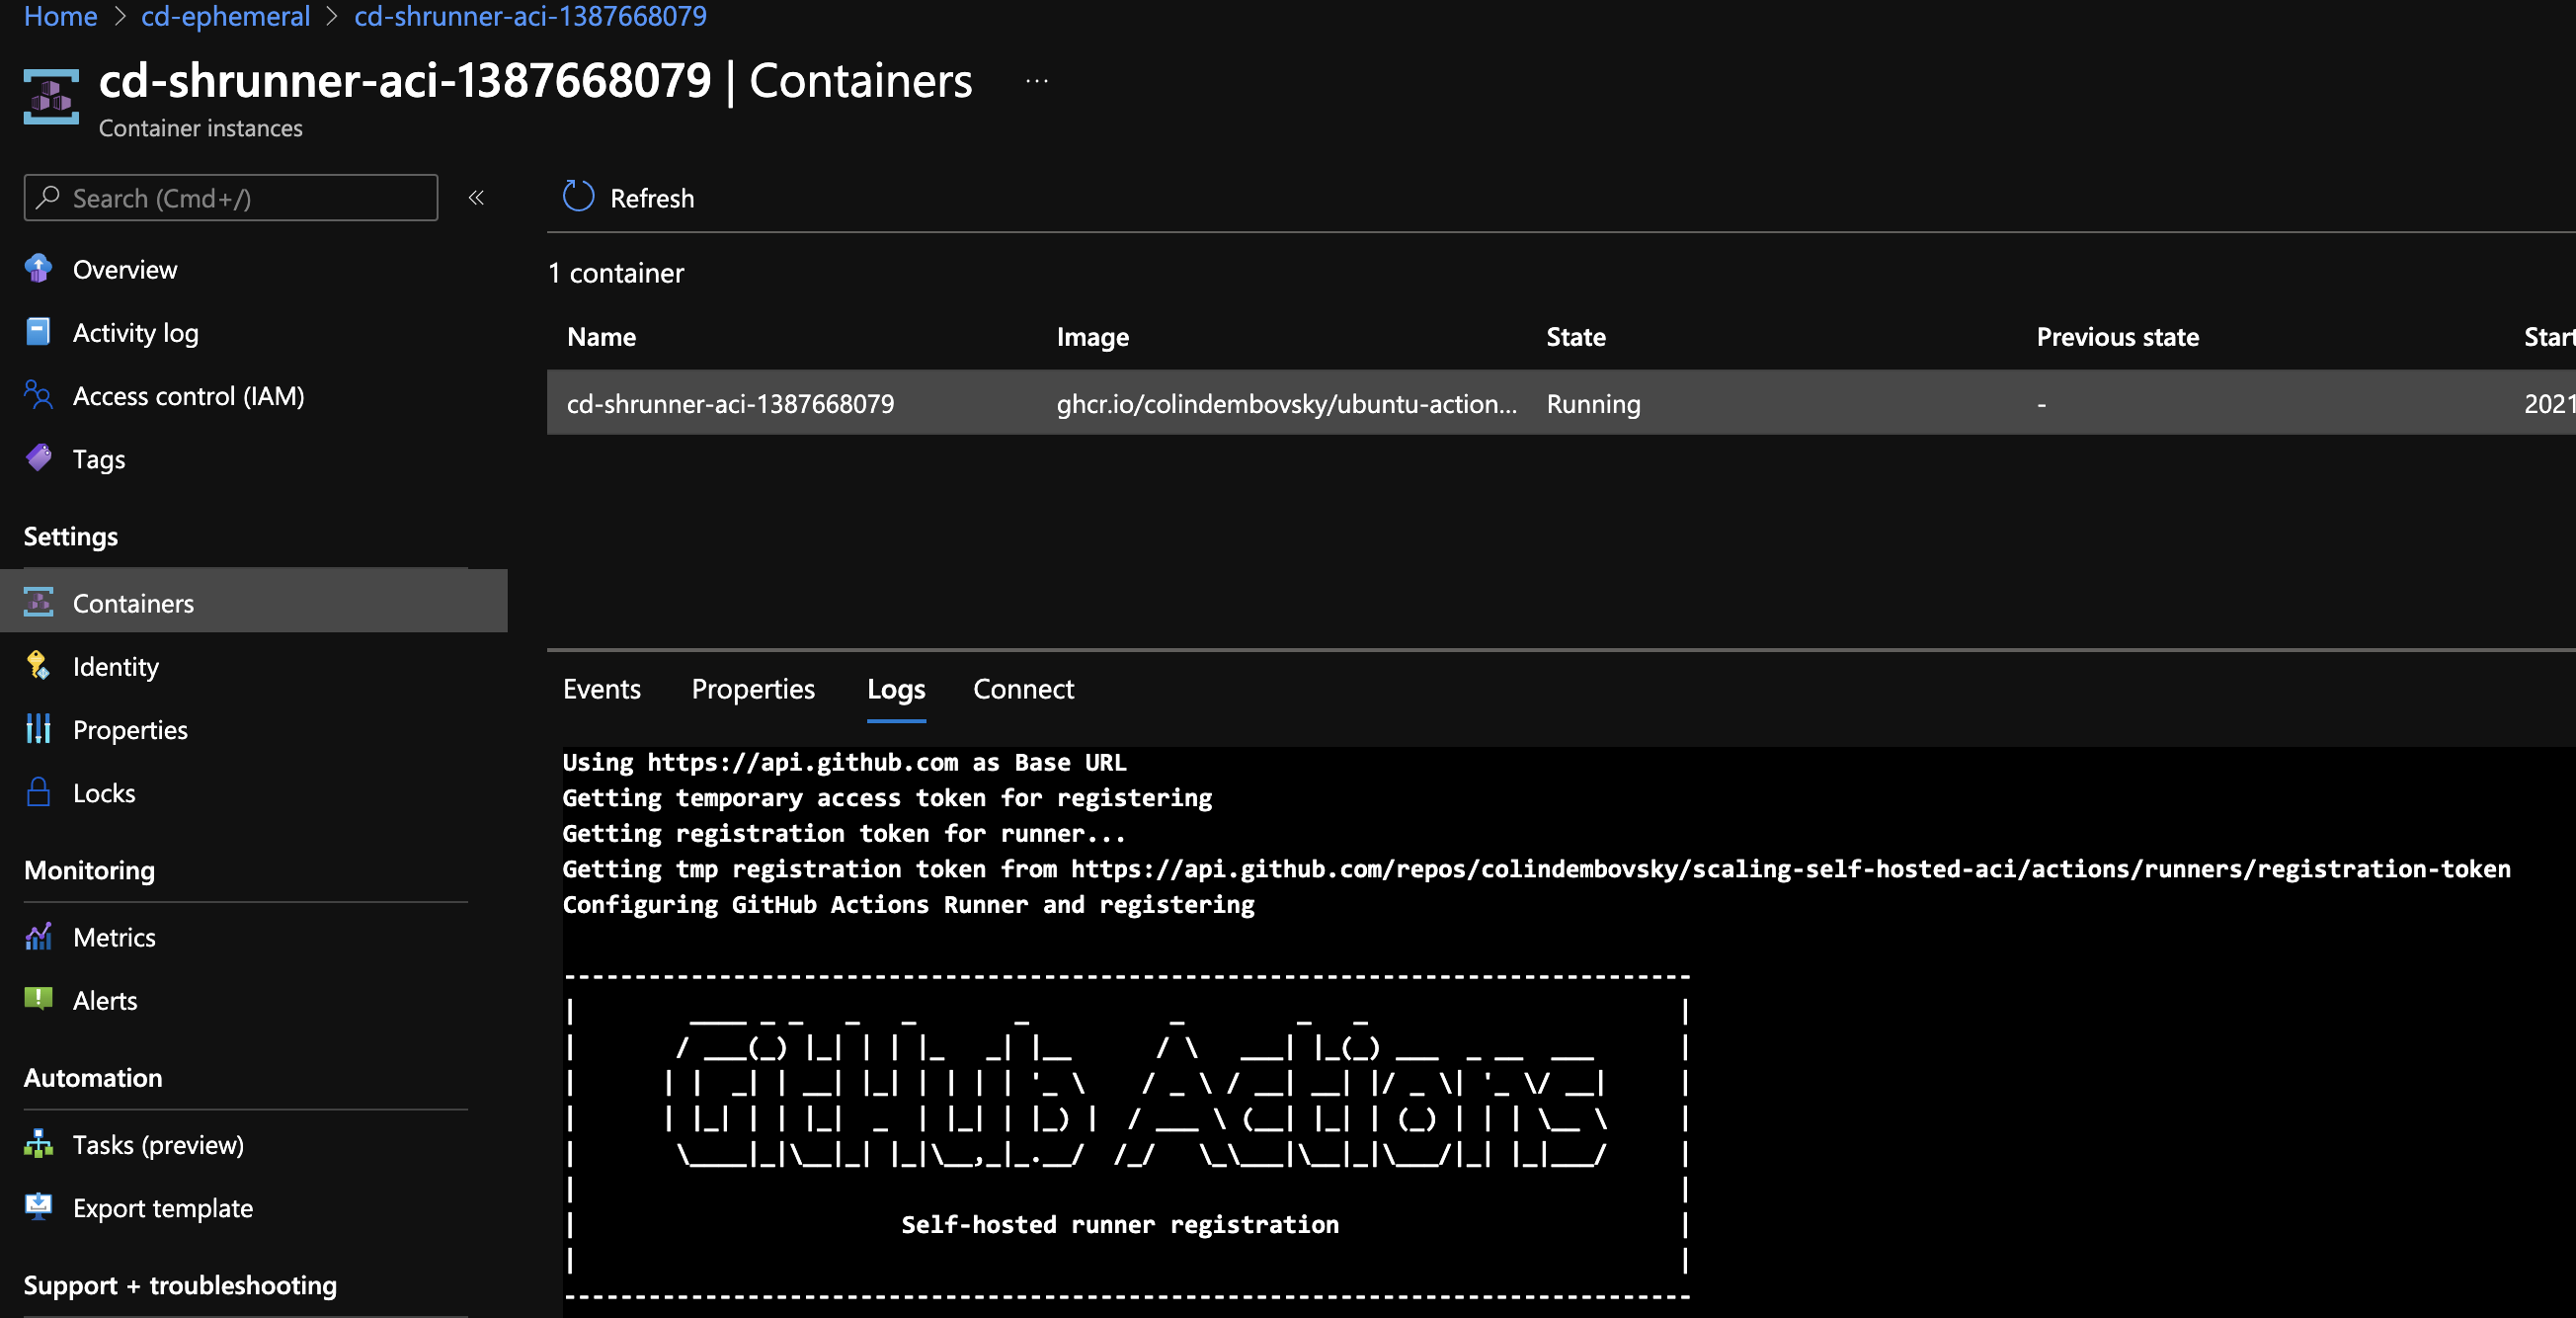 Home > cd-ephemeral > cd-shrunner-aci-1387668079
cd-shrunner-aci-1387668079 | Containers ...
Container instances
Search (Cmd+/)
«
Refresh
Overview
Activity log
Access control (IAM)
Tags
Settings
Containers
Identity
Properties
Locks
Monitoring
Metrics
Alerts
Automation
Tasks (preview)
Export template
Support + troubleshooting
1 container
Name Image State Previous state Start
cd-shrunner-aci-1387668079 ghcr.io/colindembovsky/ubuntu-action... Running - 2021
Events Properties Logs Connect
Using https://api.github.com as Base URL
Getting temporary access token for registering
Getting registration token for runner...
Getting tmp registration token from https://api.github.com/repos/colindembovsky/scaling-self-hosted-aci/actions/runners/registration-token
Configuring GitHub Actions Runner and registering
GitHub Actions
Self-hosted runner registration